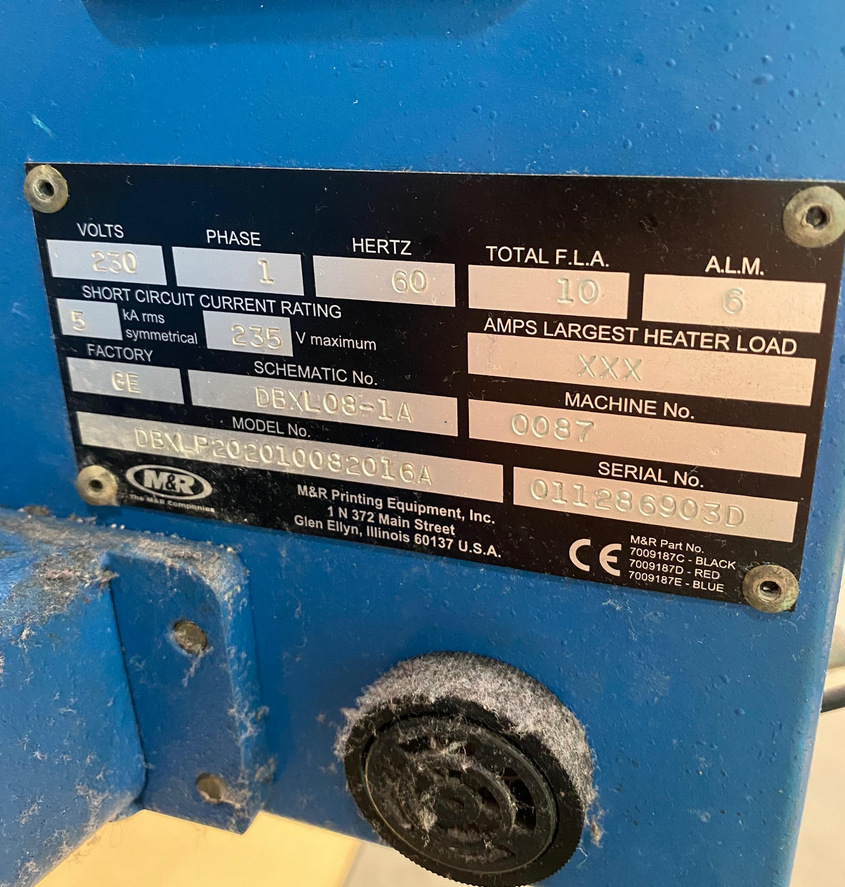 VOLTS PHASE HERTZ TOTAL F.L.A. A.L.M.
230 1 60 10 6
SHORT CIRCUIT CURRENT RATING
5 kA rms symmetrical 235 V maximum
AMPS LARGEST HEATER LOAD
XXX
FACTORY SCHEMATIC No. MACHINE No.
GE DBXL08-1A 0087
MODEL No. SERIAL No.
DBXLP202010082016A 011286903D
M&R
The M&R Companies
M&R Printing Equipment, Inc.
1 N 372 Main Street
Glen Ellyn, Illinois 60137 U.S.A.
CE
M&R Part No.
7009187C - BLACK
7009187D - RED
7009187E - BLUE